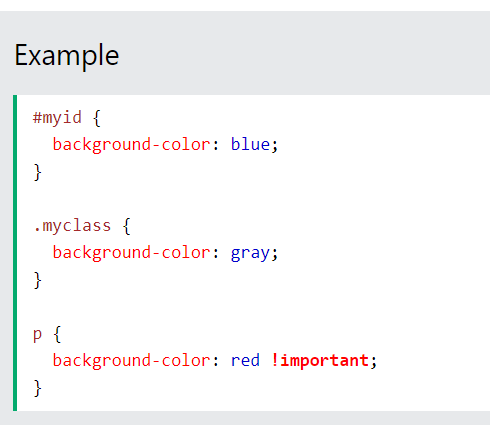 Example
#myid {
  background-color: blue;
}
.myclass {
  background-color: gray;
}
p {
  background-color: red !important;
}